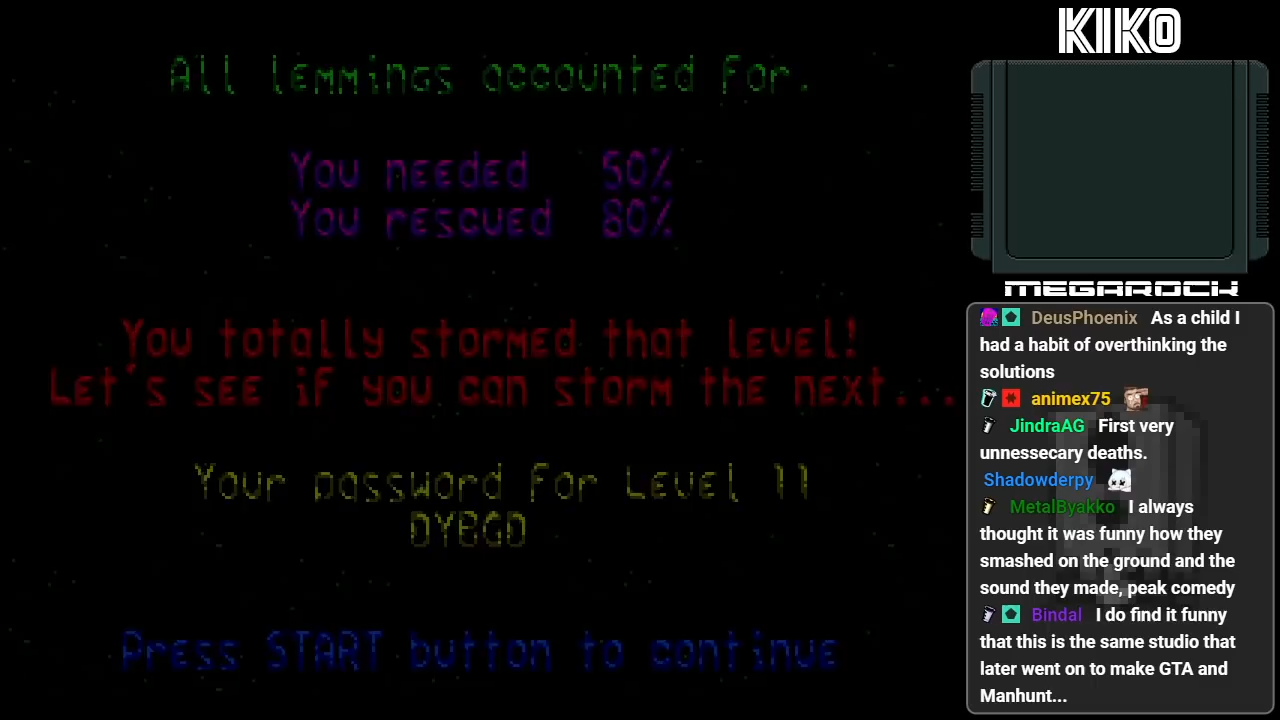 All lemmings accounted for.
You needed 50%
You rescued 80%
You totally stormed that level!
Let's see if you can storm the next...
Your password for Level 11
DYBGD
Press START button to continue
KIKO
MEGAROCK
DeusPhoenix As a child I
had a habit of overthinking the
solutions
animex75
JindraAG First very
unnessecary deaths.
Shadowderpy
MetalByakko I always
thought it was funny how they
smashed on the ground and the
sound they made, peak comedy
Bindal I do find it funny
that this is the same studio that
later went on to make GTA and
Manhunt...